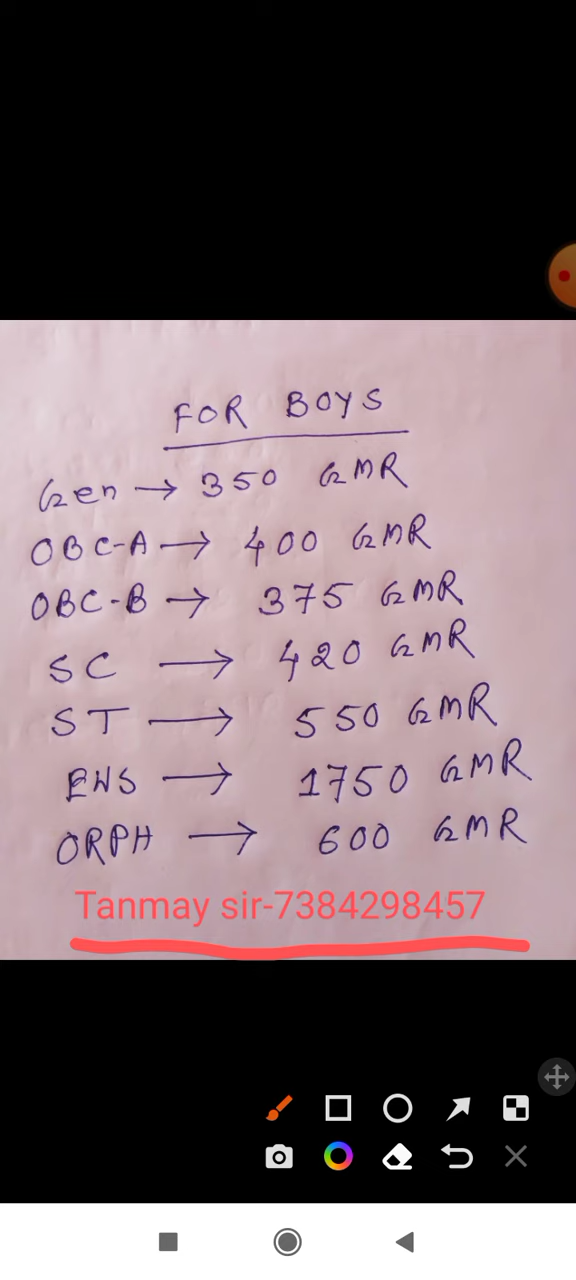 FOR BOYS
Gen → 350 GMR
OBC-A → 400 GMR
OBC-B → 375 GMR
SC → 420 GMR
ST → 550 GMR
EWS → 1750 GMR
ORPH → 600 GMR
Tanmay sir-7384298457